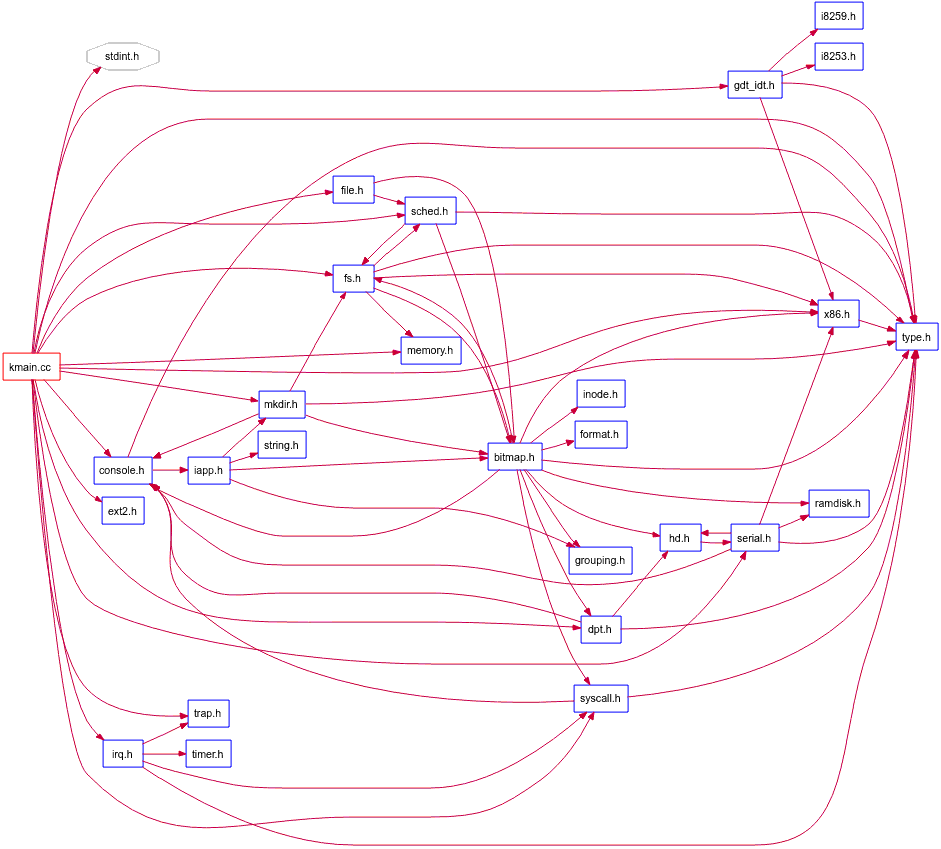 i8259.h
stdint.h
i8253.h
gdt_idt.h
file.h
sched.h
fs.h
x86.h
type.h
memory.h
kmain.cc
mkdir.h
inode.h
format.h
string.h
bitmap.h
console.h
iapp.h
ramdisk.h
ext2.h
hd.h
serial.h
grouping.h
dpt.h
syscall.h
trap.h
irq.h
timer.h